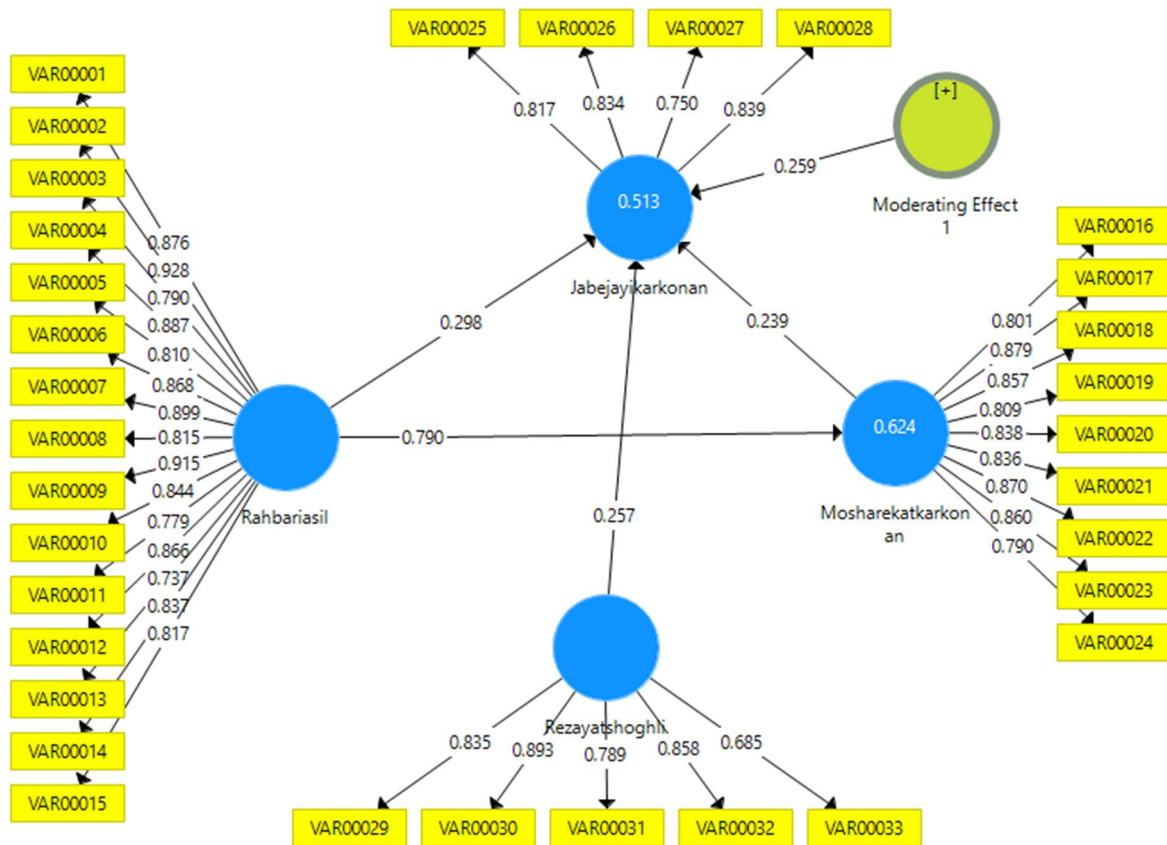 VAR00025
VAR00026
VAR00027
VAR00028
0.817
0.834
0.750
0.839
[+]
0.259
Moderating Effect
1
0.513
Jabejayikarkonan
VAR00001
VAR00002
VAR00003
VAR00004
VAR00005
VAR00006
VAR00007
VAR00008
VAR00009
VAR00010
VAR00011
VAR00012
VAR00013
VAR00014
VAR00015
0.876
0.928
0.790
0.887
0.810
0.868
0.899
0.815
0.915
0.844
0.779
0.866
0.737
0.837
0.817
Rahbariasil
0.298
0.239
0.790
0.257
0.624
Mosharekatkarkon
an
0.801
0.879
0.857
0.809
0.838
0.836
0.870
0.860
0.790
VAR00016
VAR00017
VAR00018
VAR00019
VAR00020
VAR00021
VAR00022
VAR00023
VAR00024
Rezayatshoghli
0.835
0.893
0.789
0.858
0.685
VAR00029
VAR00030
VAR00031
VAR00032
VAR00033